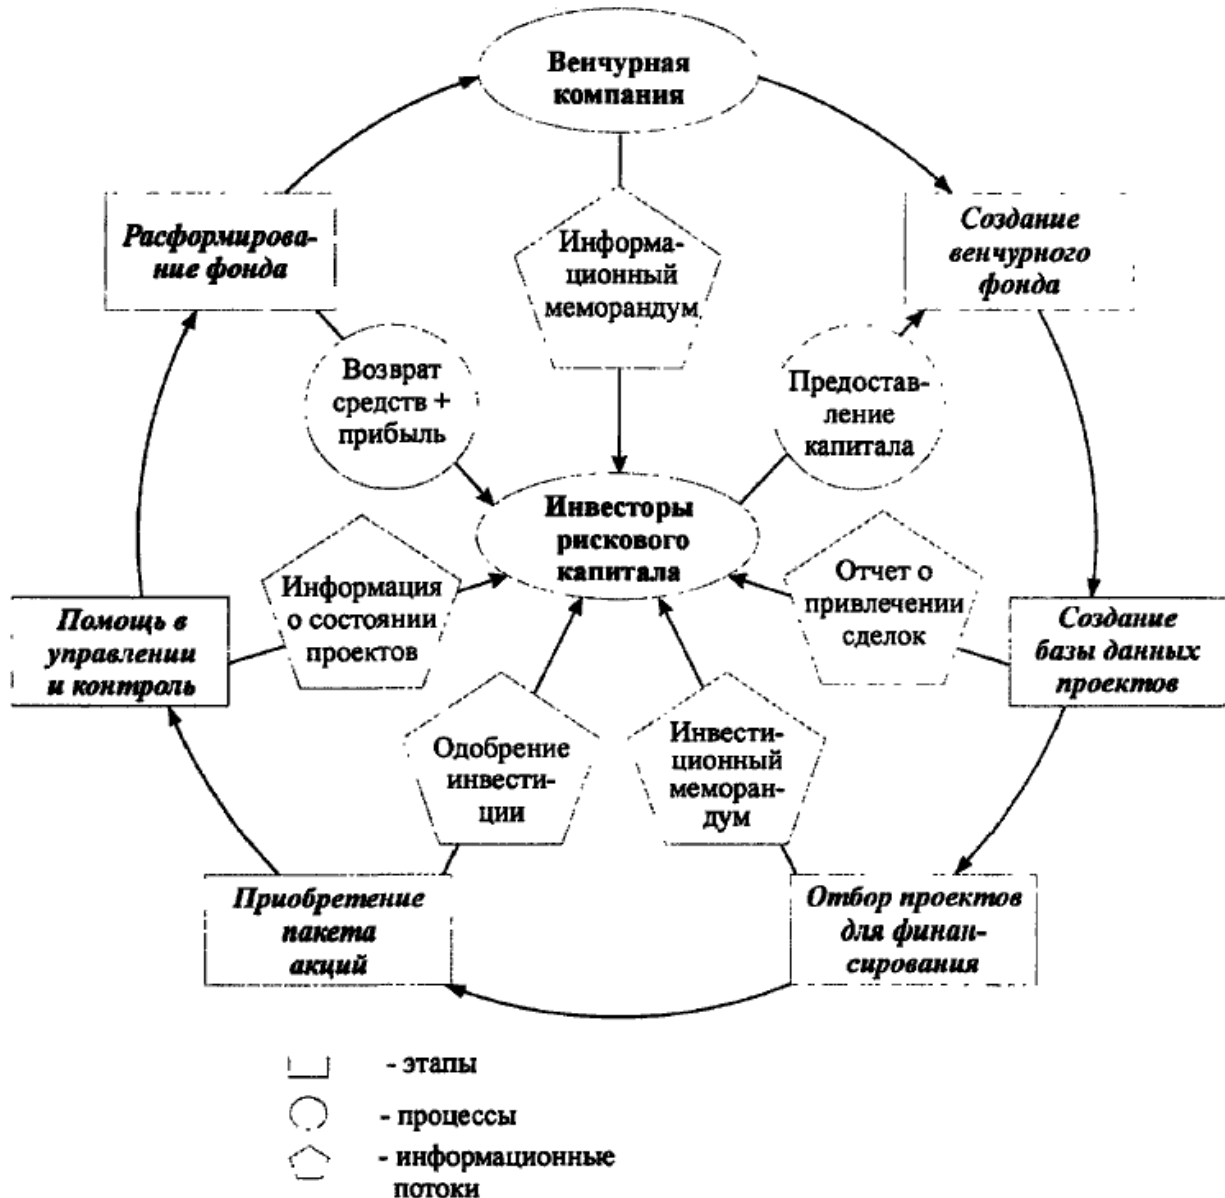 Венчурная
компания
Расформирова-
ние фонда
Информа-
ционный
меморандум
Создание
венчурного
фонда
Возврат
средств +
прибыль
Предостав-
ление
капитала
Инвесторы
рискового
капитала
Информация
о состоянии
проектов
Отчет о
привлечении
сделок
Помощь в
управлении
и контроль
Создание
базы данных
проектов
Одобрение
инвести-
ции
Инвести-
ционный
меморан-
дум
Приобретение
пакета
акций
Отбор проектов
для финан-
сирования
- этапы
- процессы
- информационные
потоки